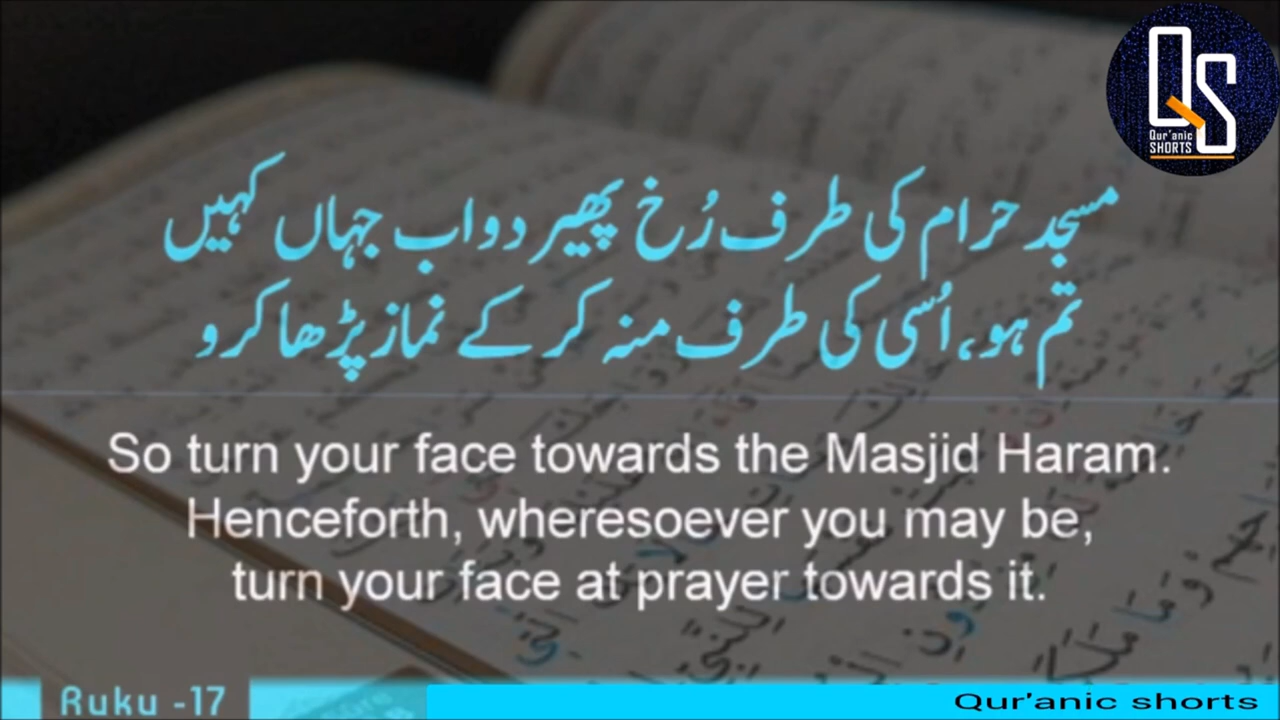 QS
Qur'anic
SHORTS
مسجد حرام کی طرف رُخ پھیر دو اب جہاں کہیں
تم ہو، اُسی کی طرف منہ کر کے نماز پڑھا کرو
So turn your face towards the Masjid Haram.
Henceforth, wheresoever you may be,
turn your face at prayer towards it.
Ruku -17
Qur'anic shorts